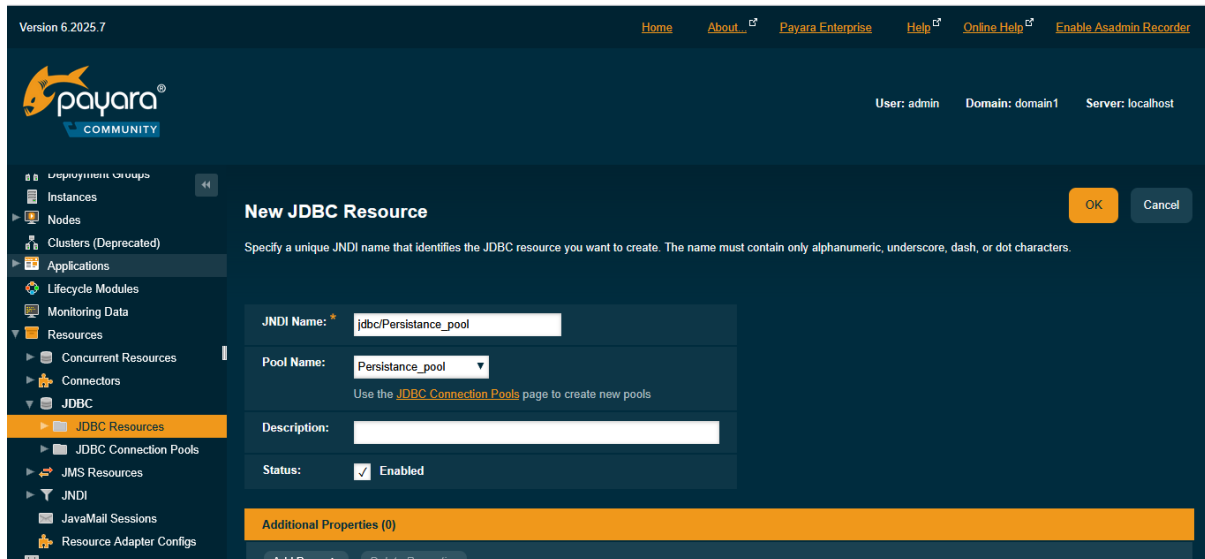 Version 6.2025.7
Home About... Payara Enterprise Help Online Help Enable Asadmin Recorder
payara®
COMMUNITY
User: admin Domain: domain1 Server: localhost
Deployment Groups
Instances
Nodes
Clusters (Deprecated)
Applications
Lifecycle Modules
Monitoring Data
Resources
Concurrent Resources
Connectors
JDBC
JDBC Resources
JDBC Connection Pools
JMS Resources
JNDI
JavaMail Sessions
Resource Adapter Configs
New JDBC Resource
OK Cancel
Specify a unique JNDI name that identifies the JDBC resource you want to create. The name must contain only alphanumeric, underscore, dash, or dot characters.
JNDI Name: * jdbc/Persistance_pool
Pool Name: Persistance_pool
Use the JDBC Connection Pools page to create new pools
Description:
Status: Enabled
Additional Properties (0)